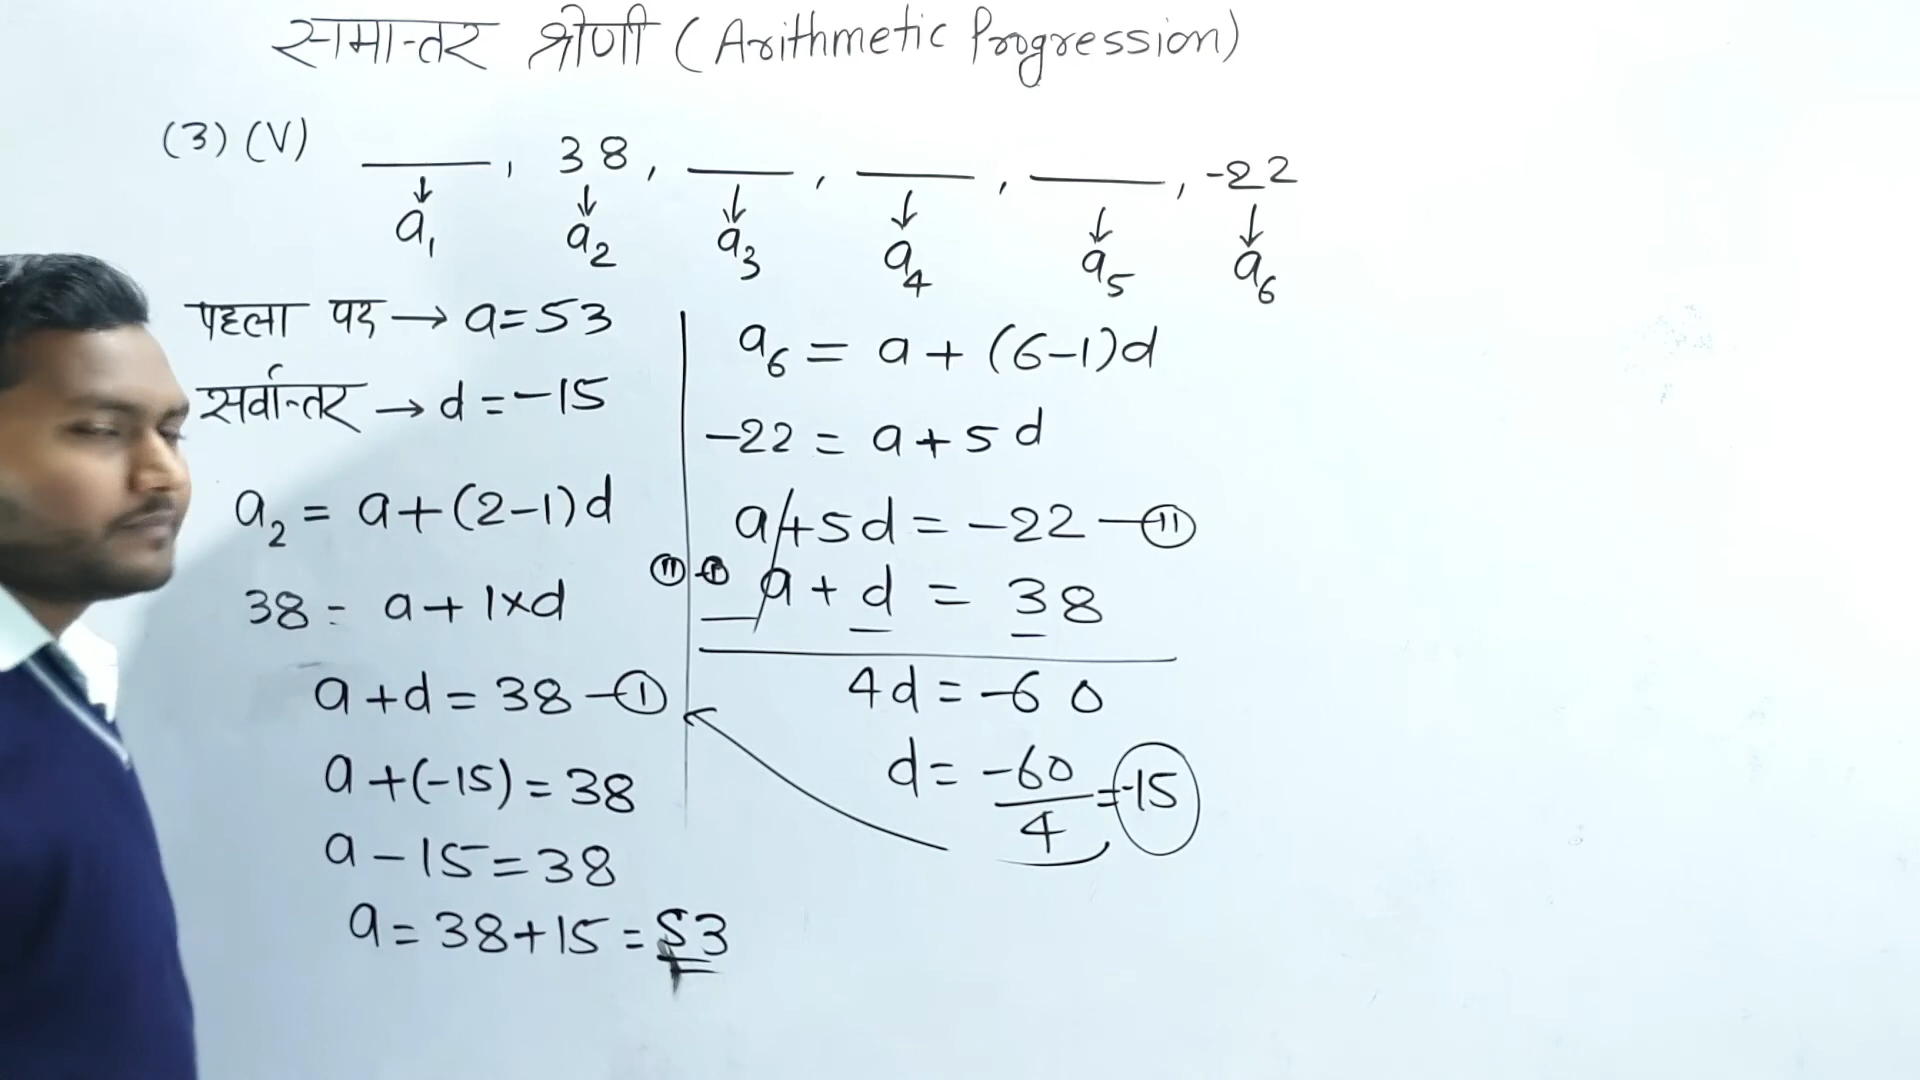 समान्तर श्रेणी (Arithmetic Progression)
(3) (V) ___, 38, ___, ___, ___, -22
↓ ↓ ↓ ↓ ↓ ↓
a₁ a₂ a₃ a₄ a₅ a₆
पहला पद → a=53
सर्वान्तर → d=-15
a₂ = a+(2-1)d
38 = a+1×d
a+d=38 —①
a+(-15)=38
a-15=38
a=38+15=53
a₆ = a+(6-1)d
-22 = a+5d
a+5d = -22 —⑪
⑪-① a+d = 38
— — —
4d=-60
d= -60/4 = -15